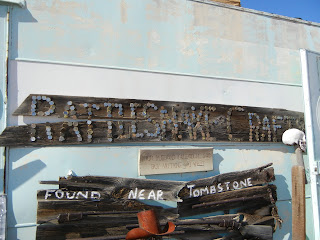 RATTLESNAKE CRAFTS
FOUND NEAR TOMBSTONE